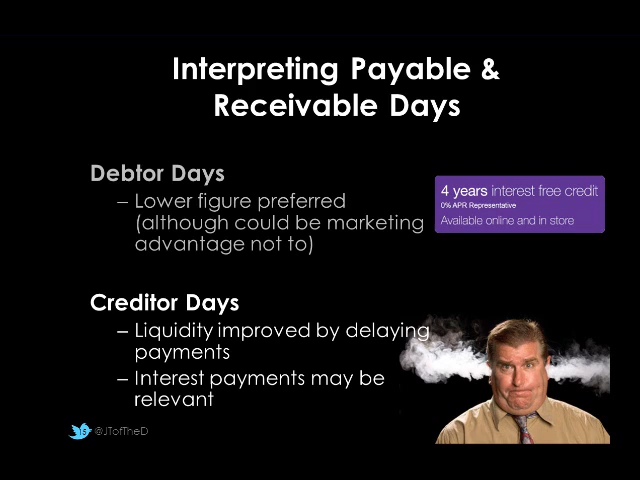 Interpreting Payable &
Receivable Days
Debtor Days
– Lower figure preferred
(although could be marketing
advantage not to)
4 years interest free credit
0% APR Representative
Available online and in store
Creditor Days
– Liquidity improved by delaying
payments
– Interest payments may be
relevant
15 @JTofTheD